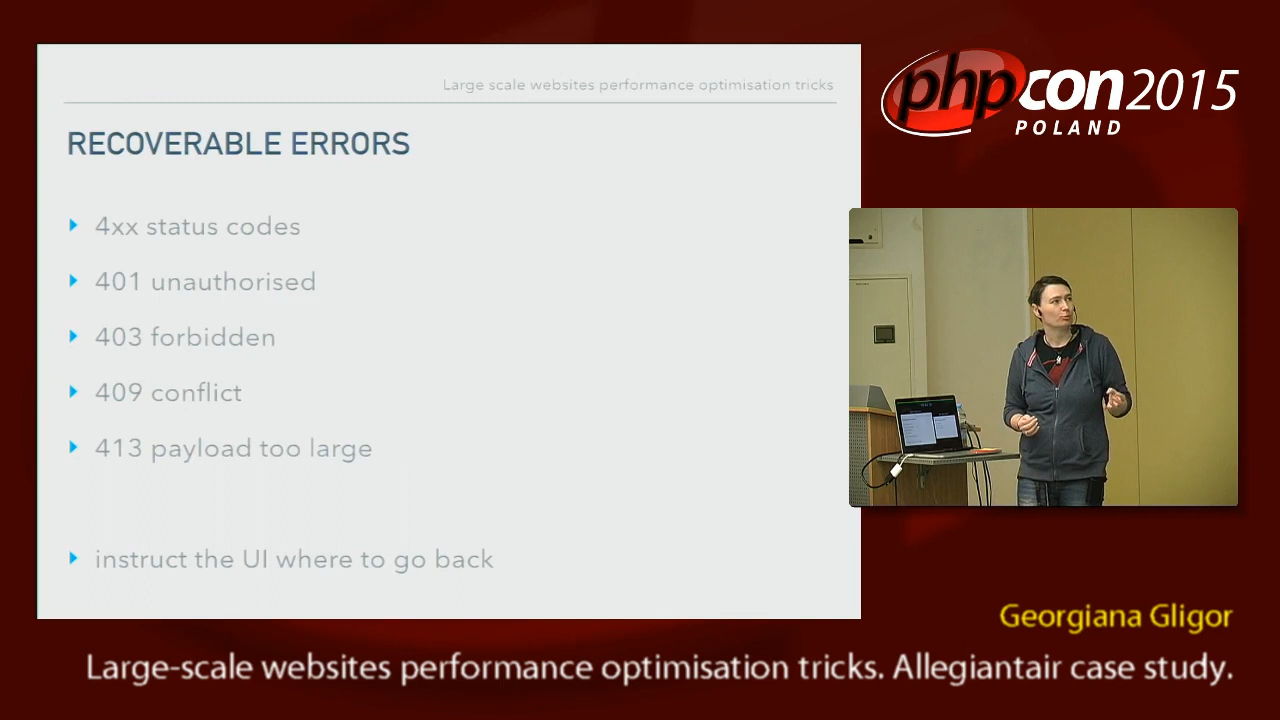 Large scale websites performance optimisation tricks
RECOVERABLE ERRORS
4xx status codes
401 unauthorised
403 forbidden
409 conflict
413 payload too large
instruct the UI where to go back
phpcon2015
POLAND
Georgiana Gligor
Large-scale websites performance optimisation tricks. Allegiantair case study.